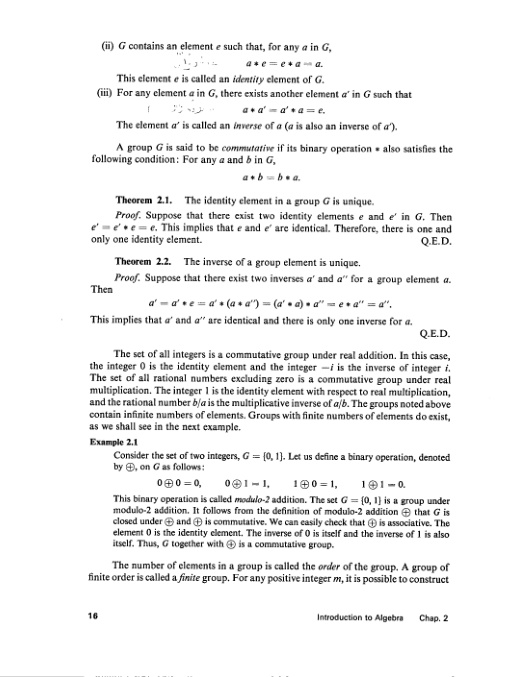 (ii) G contains an element e such that, for any a in G,
a * e = e * a = a.
This element e is called an identity element of G.
(iii) For any element a in G, there exists another element a′ in G such that
a * a′ = a′ * a = e.
The element a′ is called an inverse of a (a is also an inverse of a′).
A group G is said to be commutative if its binary operation * also satisfies the
following condition: For any a and b in G,
a * b = b * a.
Theorem 2.1. The identity element in a group G is unique.
Proof. Suppose that there exist two identity elements e and e′ in G. Then
e′ = e′ * e = e. This implies that e and e′ are identical. Therefore, there is one and
only one identity element. Q.E.D.
Theorem 2.2. The inverse of a group element is unique.
Proof. Suppose that there exist two inverses a′ and a″ for a group element a.
Then
a′ = a′ * e = a′ * (a * a″) = (a′ * a) * a″ = e * a″ = a″.
This implies that a′ and a″ are identical and there is only one inverse for a.
Q.E.D.
The set of all integers is a commutative group under real addition. In this case,
the integer 0 is the identity element and the integer −i is the inverse of integer i.
The set of all rational numbers excluding zero is a commutative group under real
multiplication. The integer 1 is the identity element with respect to real multiplication,
and the rational number b/a is the multiplicative inverse of a/b. The groups noted above
contain infinite numbers of elements. Groups with finite numbers of elements do exist,
as we shall see in the next example.
Example 2.1
Consider the set of two integers, G = {0, 1}. Let us define a binary operation, denoted
by ⊕, on G as follows:
0 ⊕ 0 = 0, 0 ⊕ 1 = 1, 1 ⊕ 0 = 1, 1 ⊕ 1 = 0.
This binary operation is called modulo-2 addition. The set G = {0, 1} is a group under
modulo-2 addition. It follows from the definition of modulo-2 addition ⊕ that G is
closed under ⊕ and ⊕ is commutative. We can easily check that ⊕ is associative. The
element 0 is the identity element. The inverse of 0 is itself and the inverse of 1 is also
itself. Thus, G together with ⊕ is a commutative group.
The number of elements in a group is called the order of the group. A group of
finite order is called a finite group. For any positive integer m, it is possible to construct
16 Introduction to Algebra Chap. 2